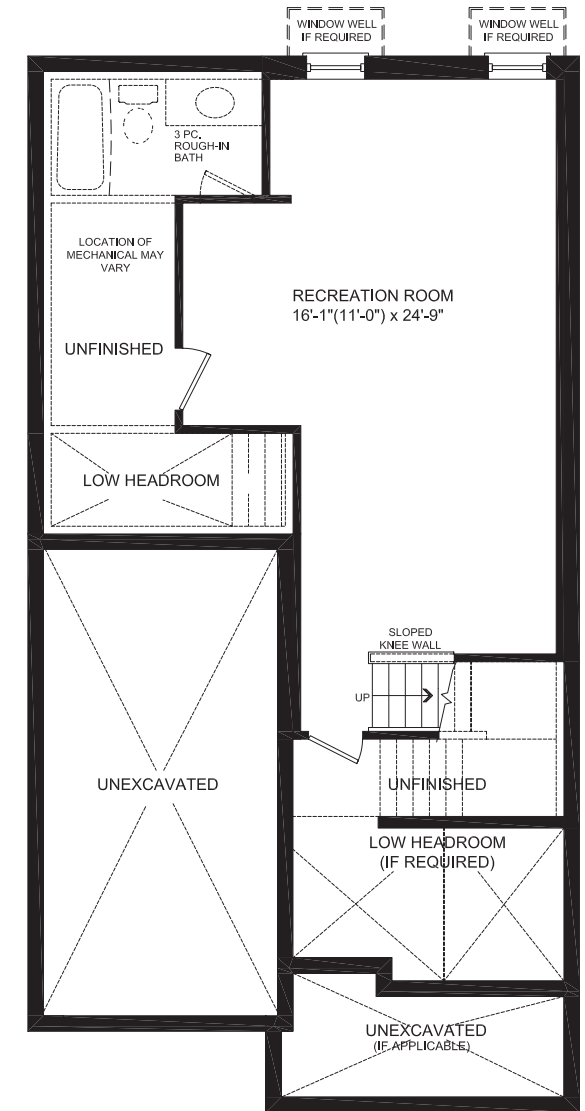 WINDOW WELL
IF REQUIRED
WINDOW WELL
IF REQUIRED
3 PC.
ROUGH-IN
BATH
LOCATION OF
MECHANICAL MAY
VARY
RECREATION ROOM
16'-1"(11'-0") x 24'-9"
UNFINISHED
LOW HEADROOM
SLOPED
KNEE WALL
UP
UNEXCAVATED
UNFINISHED
LOW HEADROOM
(IF REQUIRED)
UNEXCAVATED
(IF APPLICABLE)